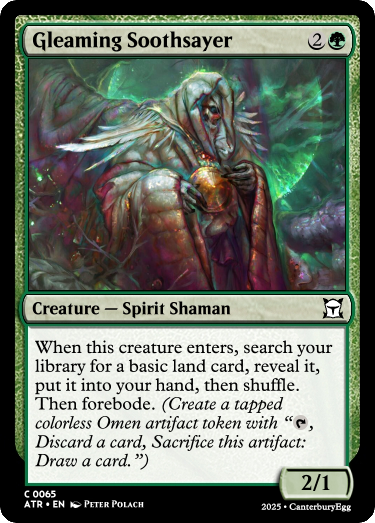 Gleaming Soothsayer 2
Creature — Spirit Shaman
When this creature enters, search your
library for a basic land card, reveal it,
put it into your hand, then shuffle.
Then forebode. (Create a tapped
colorless Omen artifact token with “,
Discard a card, Sacrifice this artifact:
Draw a card.”)
2/1
C 0065
ATR • EN Peter Polach
2025 • CanterburyEgg